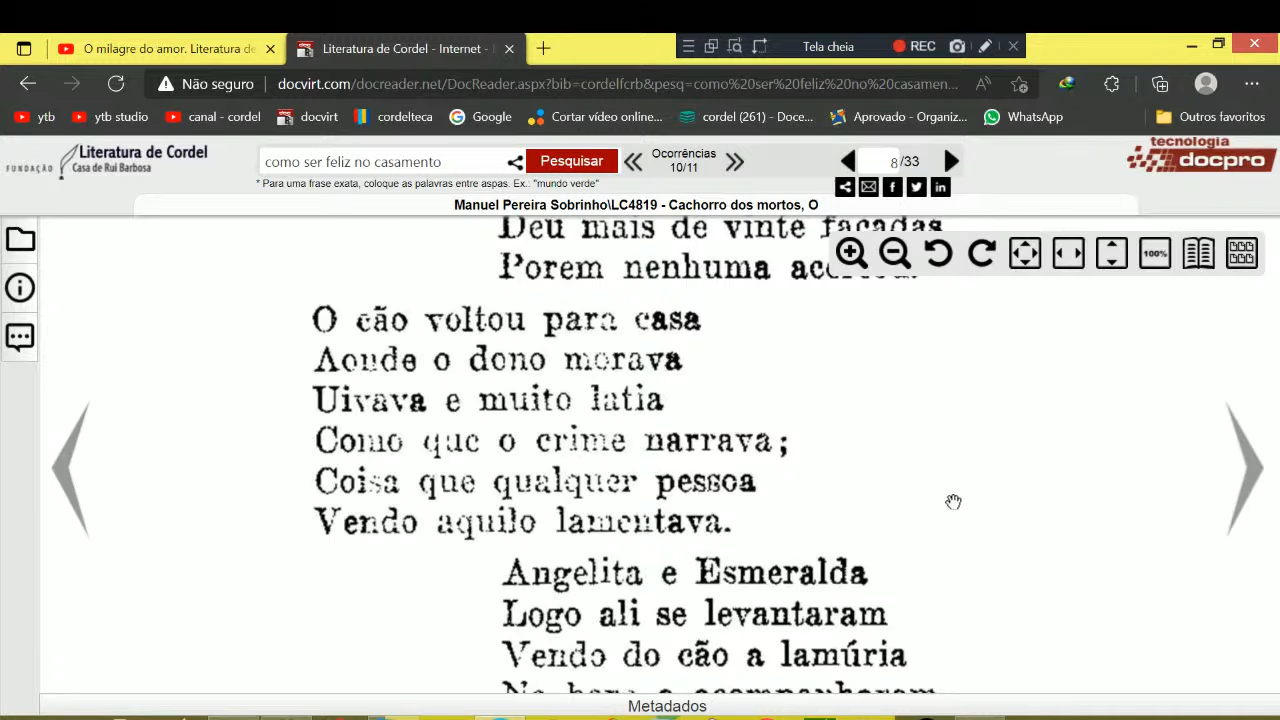 O milagre do amor. Literatura de
Literatura de Cordel - Internet -
Tela cheia
REC
Não seguro
docvirt.com/docreader.net/DocReader.aspx?bib=cordelfcrb&pesq=como%20ser%20feliz%20no%20casamen...
ytb
ytb studio
canal - cordel
docvirt
cordelteca
Google
Cortar vídeo online...
cordel (261) - Doce...
Aprovado - Organiz...
WhatsApp
Outros favoritos
FUNDAÇÃO
Literatura de Cordel
Casa de Rui Barbosa
como ser feliz no casamento
Pesquisar
Ocorrências
10/11
8 /33
tecnologia
docpro
* Para uma frase exata, coloque as palavras entre aspas. Ex.: "mundo verde"
Manuel Pereira Sobrinho\LC4819 - Cachorro dos mortos, O
100%
Deu mais de vinte facadas
Porem nenhuma
O cão voltou para casa
Aonde o dono morava
Uivava e muito latia
Como que o crime narrava;
Coisa que qualquer pessoa
Vendo aquilo lamentava.
Angelita e Esmeralda
Logo ali se levantaram
Vendo do cão a lamúria
Metadados